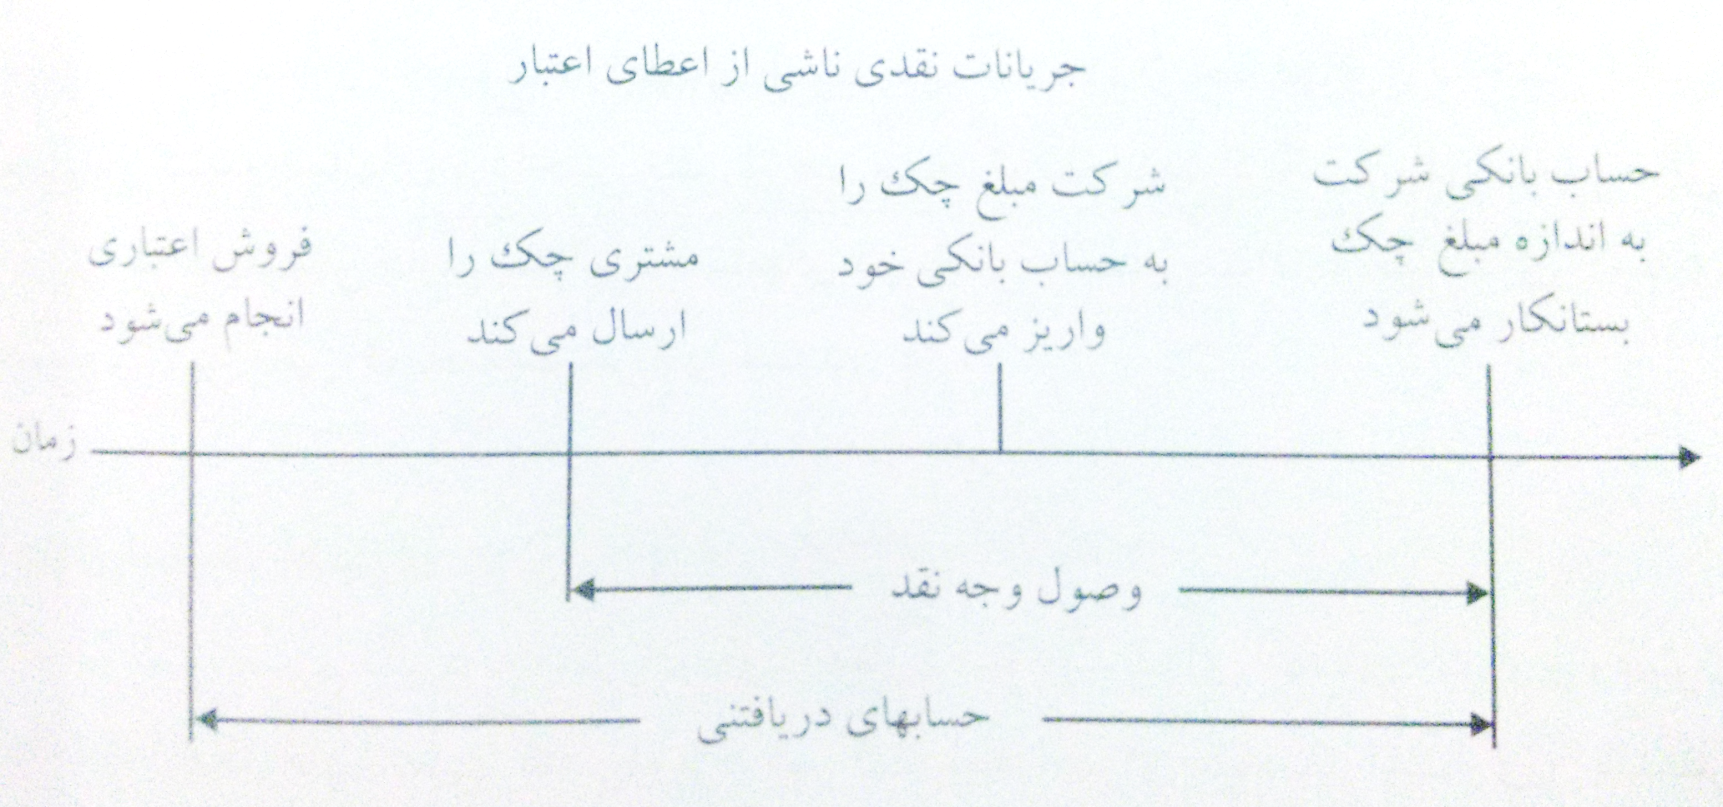 جریانات نقدی ناشی از اعطای اعتبار
حساب بانکی شرکت
به اندازه مبلغ چک
بستانکار می‌شود
شرکت مبلغ چک را
به حساب بانکی خود
واریز می‌کند
مشتری چک را
ارسال می‌کند
فروش اعتباری
انجام می‌شود
زمان
وصول وجه نقد
حسابهای دریافتنی